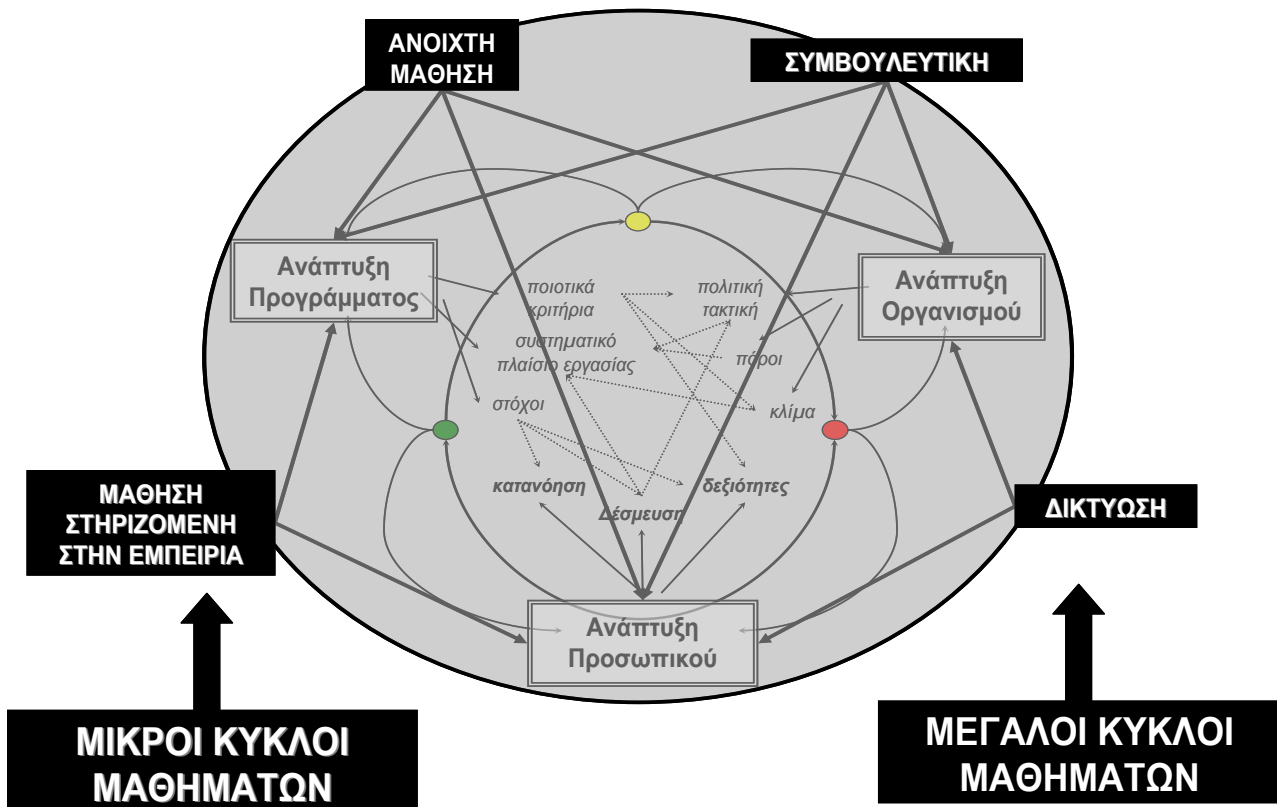 ΑΝΟΙΧΤΗ
ΜΑΘΗΣΗ
ΣΥΜΒΟΥΛΕΥΤΙΚΗ
Ανάπτυξη
Προγράμματος
ποιοτικά
κριτήρια
πολιτική
τακτική
Ανάπτυξη
Οργανισμού
συστηματικό
πλαίσιο εργασίας
πόροι
στόχοι
κλίμα
κατανόηση
δεξιότητες
Δέσμευση
ΜΑΘΗΣΗ
ΣΤΗΡΙΖΟΜΕΝΗ
ΣΤΗΝ ΕΜΠΕΙΡΙΑ
ΔΙΚΤΥΩΣΗ
Ανάπτυξη
Προσωπικού
ΜΙΚΡΟΙ ΚΥΚΛΟΙ
ΜΑΘΗΜΑΤΩΝ
ΜΕΓΑΛΟΙ ΚΥΚΛΟΙ
ΜΑΘΗΜΑΤΩΝ